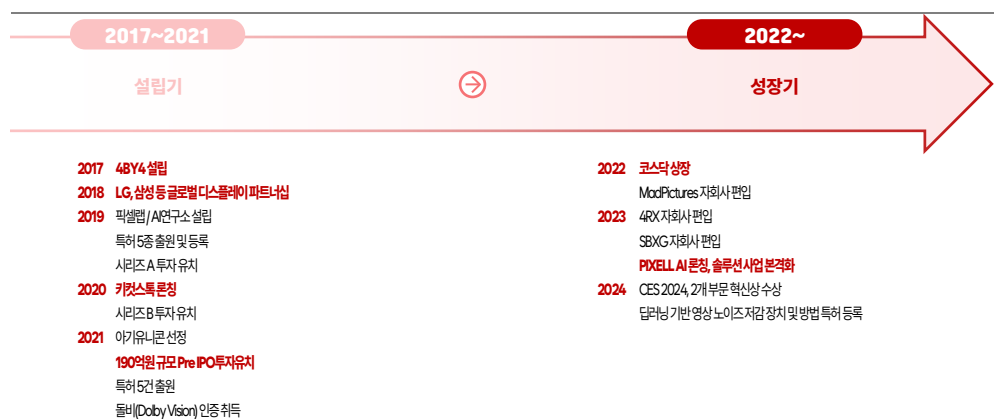 2017~2021
설립기
2022~
성장기
2017 4BY4 설립
2018 LG, 삼성 등 글로벌 디스플레이 파트너십
2019 픽셀랩 / AI연구소 설립
특허 5종 출원 및 등록
시리즈 A 투자 유치
2020 키컷스톡 론칭
시리즈 B 투자 유치
2021 아기유니콘 선정
190억원 규모 Pre IPO 투자유치
특허 5건 출원
돌비(Dolby Vision) 인증 취득
2022 코스닥 상장
MadPictures 자회사 편입
2023 4RX 자회사 편입
SBXG 자회사 편입
PIXELL AI 론칭, 솔루션 사업 본격화
2024 CES 2024, 2개 부문 혁신상 수상
딥러닝 기반 영상 노이즈 저감 장치 및 방법 특허 등록